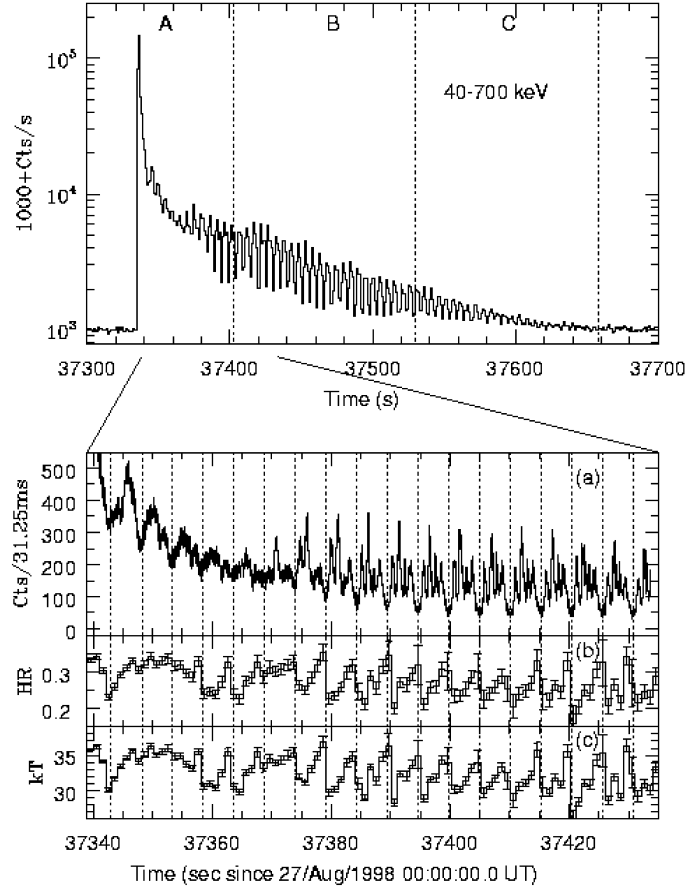 A B C
40-700 keV
10^5
10^4
10^3
1000+Cts/s
37300 37400 37500 37600 37700
Time (s)
(a)
500
400
300
200
100
0
Cts/31.25ms
(b)
0.3
0.2
HR
(c)
35
30
kT
37340 37360 37380 37400 37420
Time (sec since 27/Aug/1998 00:00:00.0 UT)